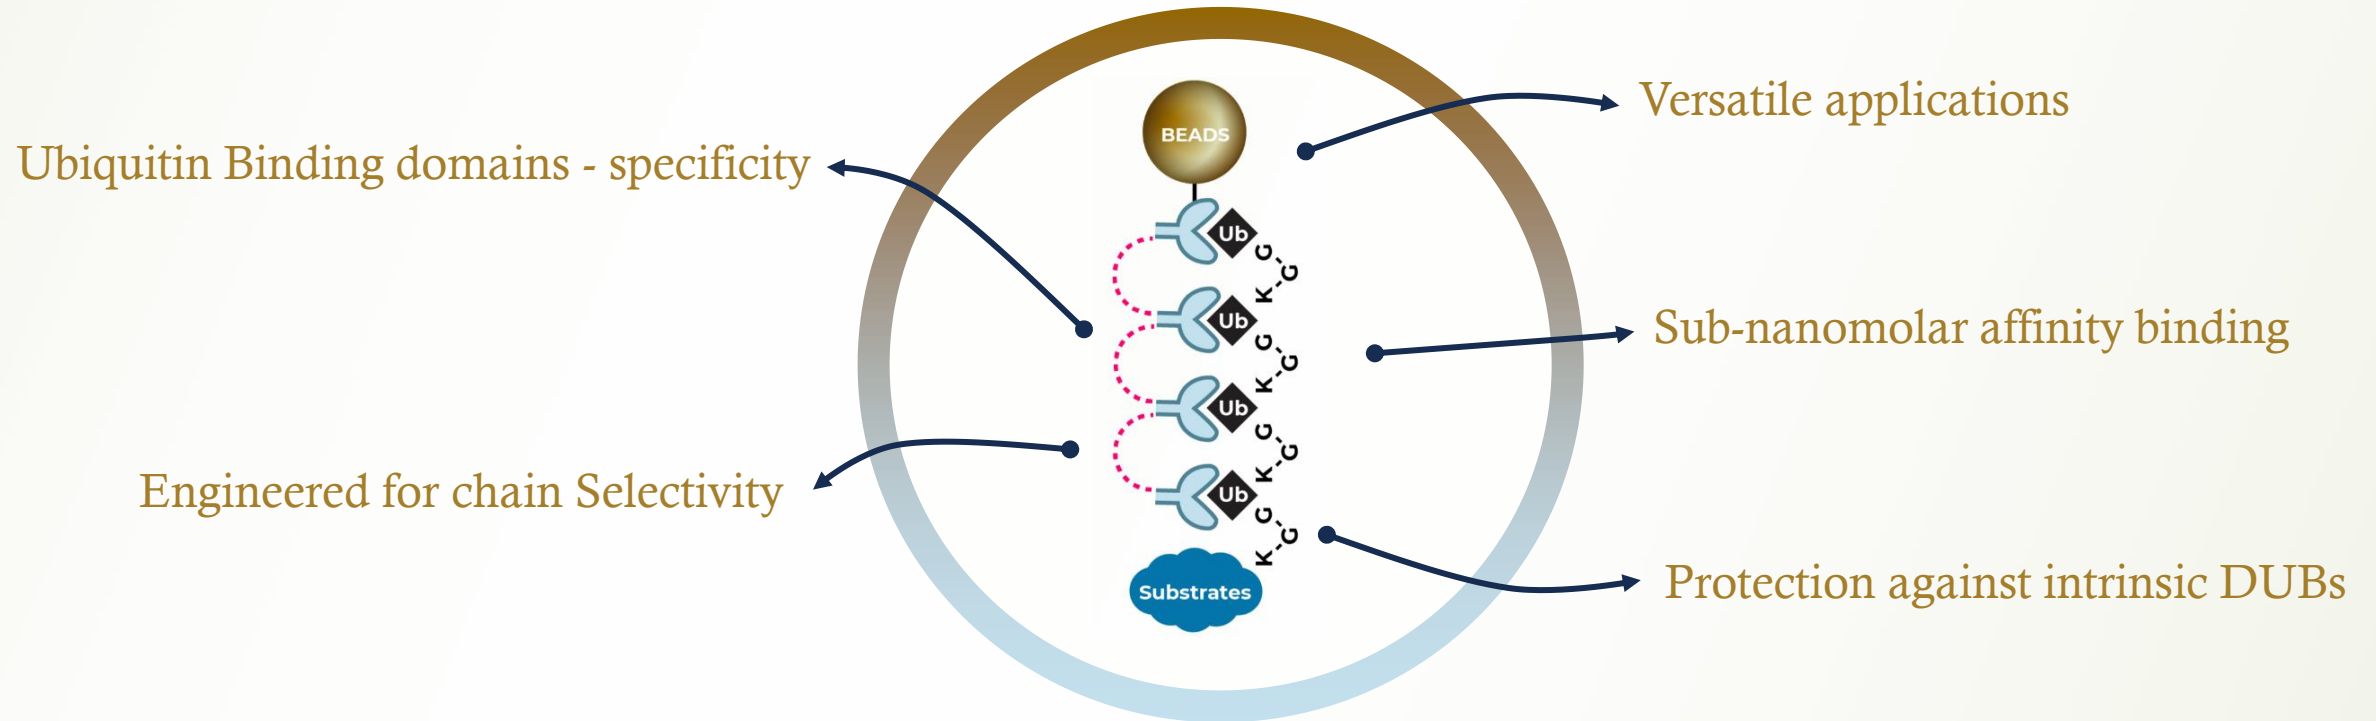 Versatile applications
Ubiquitin Binding domains - specificity
BEADS
Ub
G
G
K
Ub
G
G
K
Sub-nanomolar affinity binding
Ub
G
G
K
Engineered for chain Selectivity
Ub
G
G
K
Substrates
Protection against intrinsic DUBs